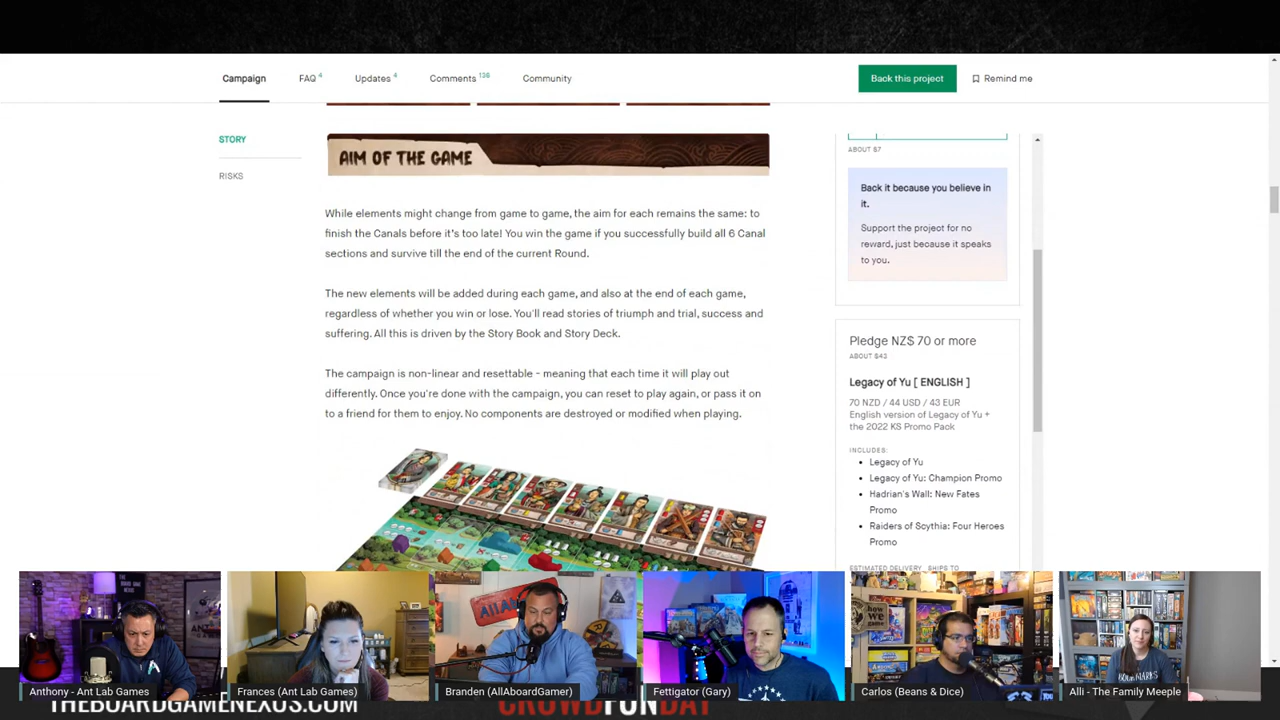 Campaign
FAQ 4
Updates 4
Comments 136
Community
Back this project
Remind me
STORY
RISKS
AIM OF THE GAME
While elements might change from game to game, the aim for each remains the same: to
finish the Canals before it's too late! You win the game if you successfully build all 6 Canal
sections and survive till the end of the current Round.
The new elements will be added during each game, and also at the end of each game,
regardless of whether you win or lose. You'll read stories of triumph and trial, success and
suffering. All this is driven by the Story Book and Story Deck.
The campaign is non-linear and resettable - meaning that each time it will play out
differently. Once you're done with the campaign, you can reset to play again, or pass it on
to a friend for them to enjoy. No components are destroyed or modified when playing.
ABOUT $7
Back it because you believe in
it.
Support the project for no
reward, just because it speaks
to you.
Pledge NZ$ 70 or more
ABOUT $43
Legacy of Yu [ ENGLISH ]
70 NZD / 44 USD / 43 EUR
English version of Legacy of Yu +
the 2022 KS Promo Pack
INCLUDES:
• Legacy of Yu
• Legacy of Yu: Champion Promo
• Hadrian's Wall: New Fates
Promo
• Raiders of Scythia: Four Heroes
Promo
ESTIMATED DELIVERY SHIPS TO
how
we
game
BOOKMARKS
Anthony - Ant Lab Games
Frances (Ant Lab Games)
Branden (AllAboardGamer)
Fettigator (Gary)
Carlos (Beans & Dice)
Alli - The Family Meeple
THEBOARDGAMENEXUS.COM
CROWDFUNDAY